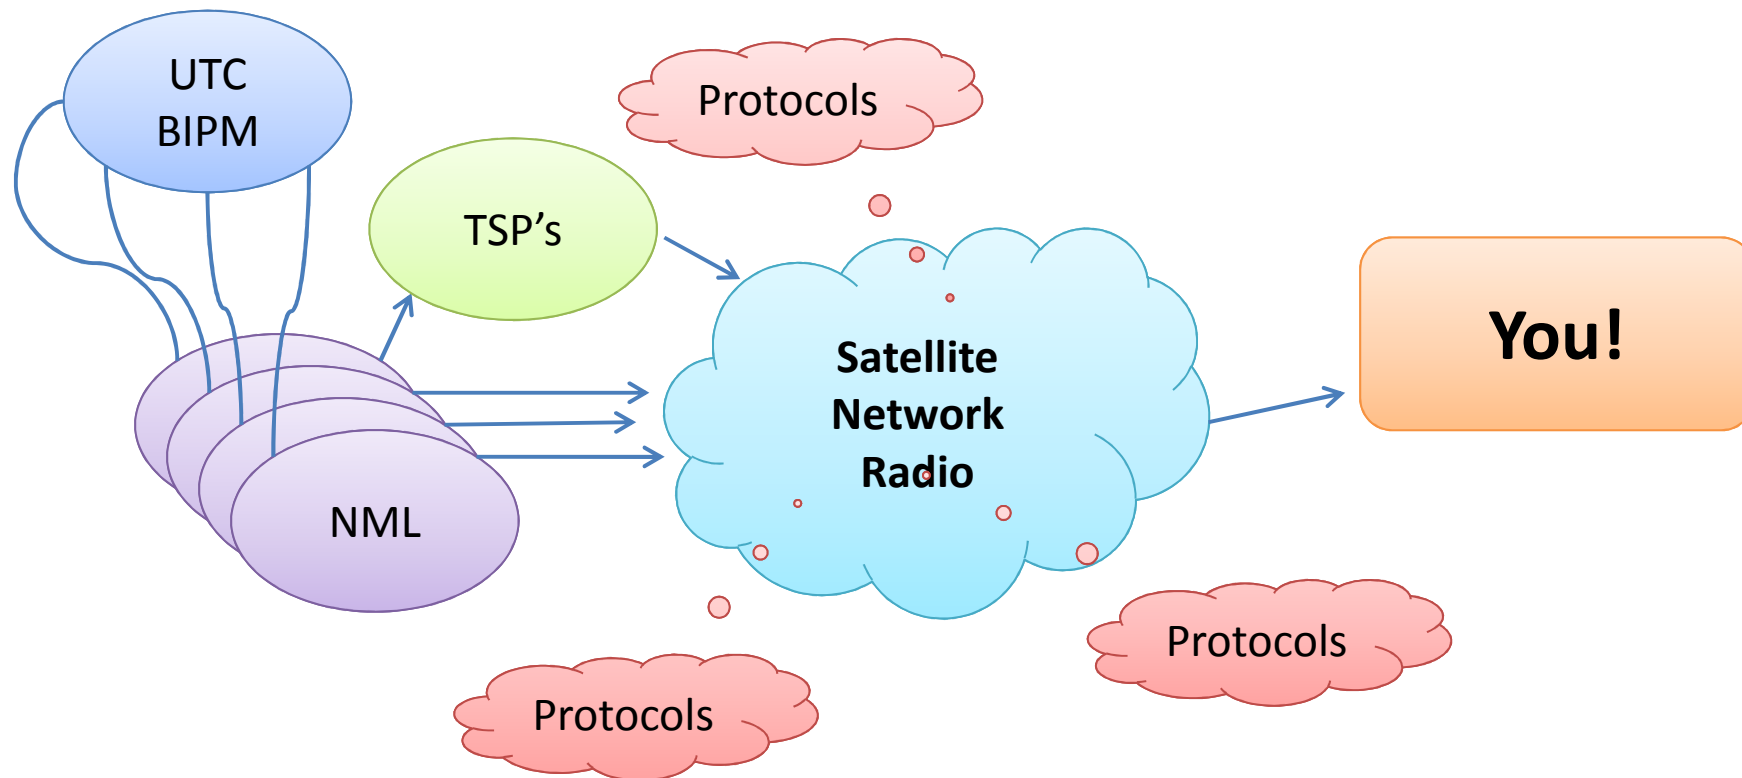 UTC
BIPM
Protocols
TSP's
You!
Satellite
Network
Radio
NML
Protocols
Protocols